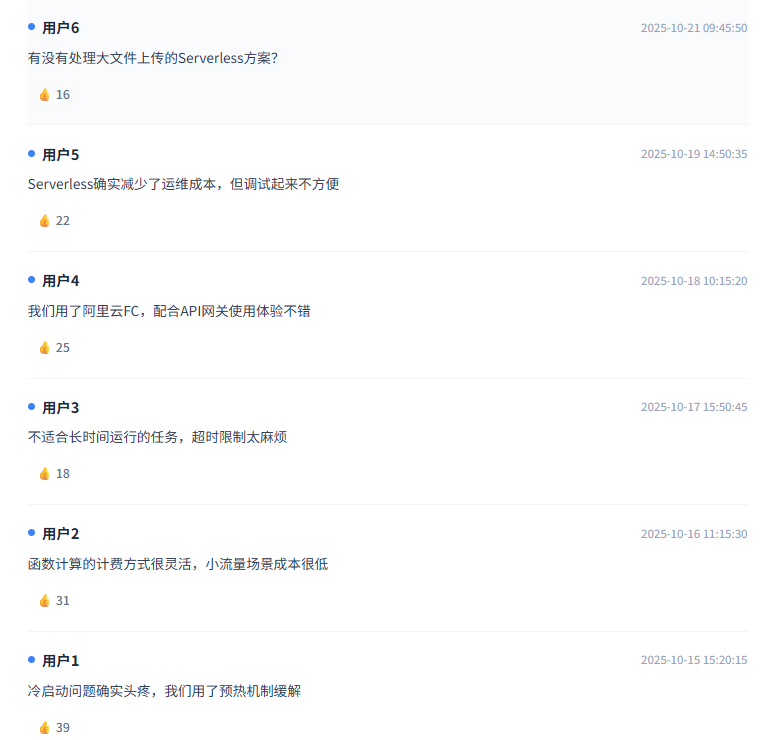 用户6 2025-10-21 09:45:50
有没有处理大文件上传的Serverless方案？
👍 16
用户5 2025-10-19 14:50:35
Serverless确实减少了运维成本，但调试起来不方便
👍 22
用户4 2025-10-18 10:15:20
我们用了阿里云FC，配合API网关使用体验不错
👍 25
用户3 2025-10-17 15:50:45
不适合长时间运行的任务，超时限制太麻烦
👍 18
用户2 2025-10-16 11:15:30
函数计算的计费方式很灵活，小流量场景成本很低
👍 31
用户1 2025-10-15 15:20:15
冷启动问题确实头疼，我们用了预热机制缓解
👍 39